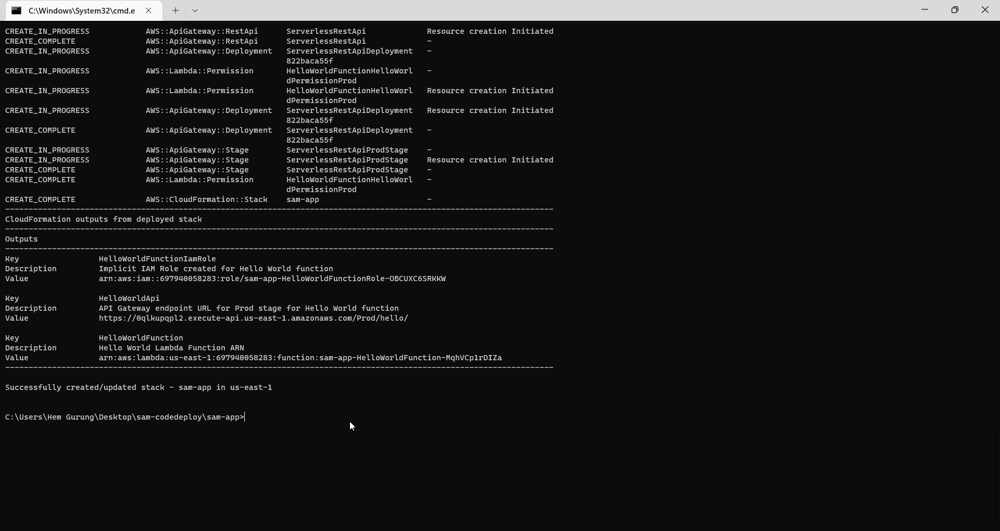 C:\Windows\System32\cmd.e
CREATE_IN_PROGRESS AWS::ApiGateway::RestApi ServerlessRestApi Resource creation Initiated
CREATE_COMPLETE AWS::ApiGateway::RestApi ServerlessRestApi -
CREATE_IN_PROGRESS AWS::ApiGateway::Deployment ServerlessRestApiDeployment -
822baca55f
CREATE_IN_PROGRESS AWS::Lambda::Permission HelloWorldFunctionHelloWorl -
dPermissionProd
CREATE_IN_PROGRESS AWS::Lambda::Permission HelloWorldFunctionHelloWorl Resource creation Initiated
dPermissionProd
CREATE_IN_PROGRESS AWS::ApiGateway::Deployment ServerlessRestApiDeployment Resource creation Initiated
822baca55f
CREATE_COMPLETE AWS::ApiGateway::Deployment ServerlessRestApiDeployment -
822baca55f
CREATE_IN_PROGRESS AWS::ApiGateway::Stage ServerlessRestApiProdStage -
CREATE_IN_PROGRESS AWS::ApiGateway::Stage ServerlessRestApiProdStage Resource creation Initiated
CREATE_COMPLETE AWS::ApiGateway::Stage ServerlessRestApiProdStage -
CREATE_COMPLETE AWS::Lambda::Permission HelloWorldFunctionHelloWorl -
dPermissionProd
CREATE_COMPLETE AWS::CloudFormation::Stack sam-app -
CloudFormation outputs from deployed stack
Outputs
Key HelloWorldFunctionIamRole
Description Implicit IAM Role created for Hello World function
Value arn:aws:iam::697940058283:role/sam-app-HelloWorldFunctionRole-OBCUXC6SRKKW
Key HelloWorldApi
Description API Gateway endpoint URL for Prod stage for Hello World function
Value https://0qlkupqpl2.execute-api.us-east-1.amazonaws.com/Prod/hello/
Key HelloWorldFunction
Description Hello World Lambda Function ARN
Value arn:aws:lambda:us-east-1:697940058283:function:sam-app-HelloWorldFunction-MqhVCp1rDIZa
Successfully created/updated stack - sam-app in us-east-1
C:\Users\Hem Gurung\Desktop\sam-codedeploy\sam-app>